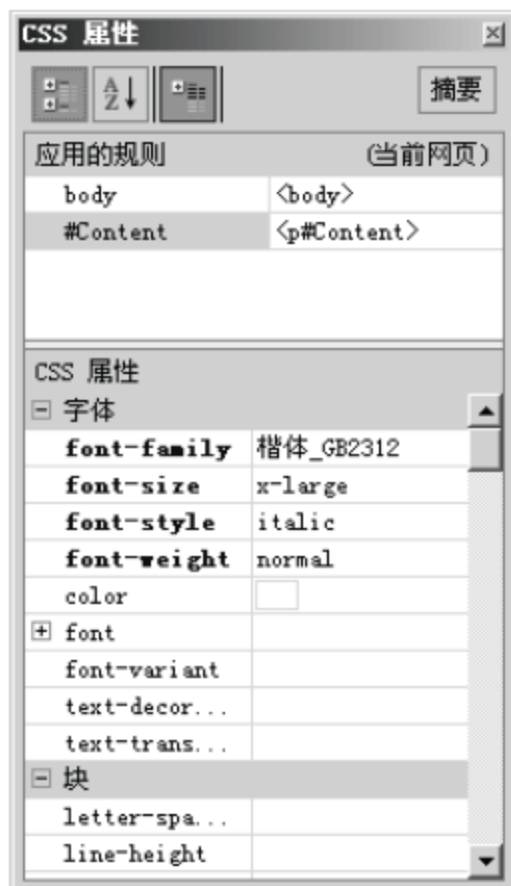 CSS 属性
摘要
应用的规则 (当前网页)
body <body>
#Content <p#Content>
CSS 属性
字体
font-family 楷体_GB2312
font-size x-large
font-style italic
font-weight normal
color
font
font-variant
text-decor...
text-trans...
块
letter-spa...
line-height